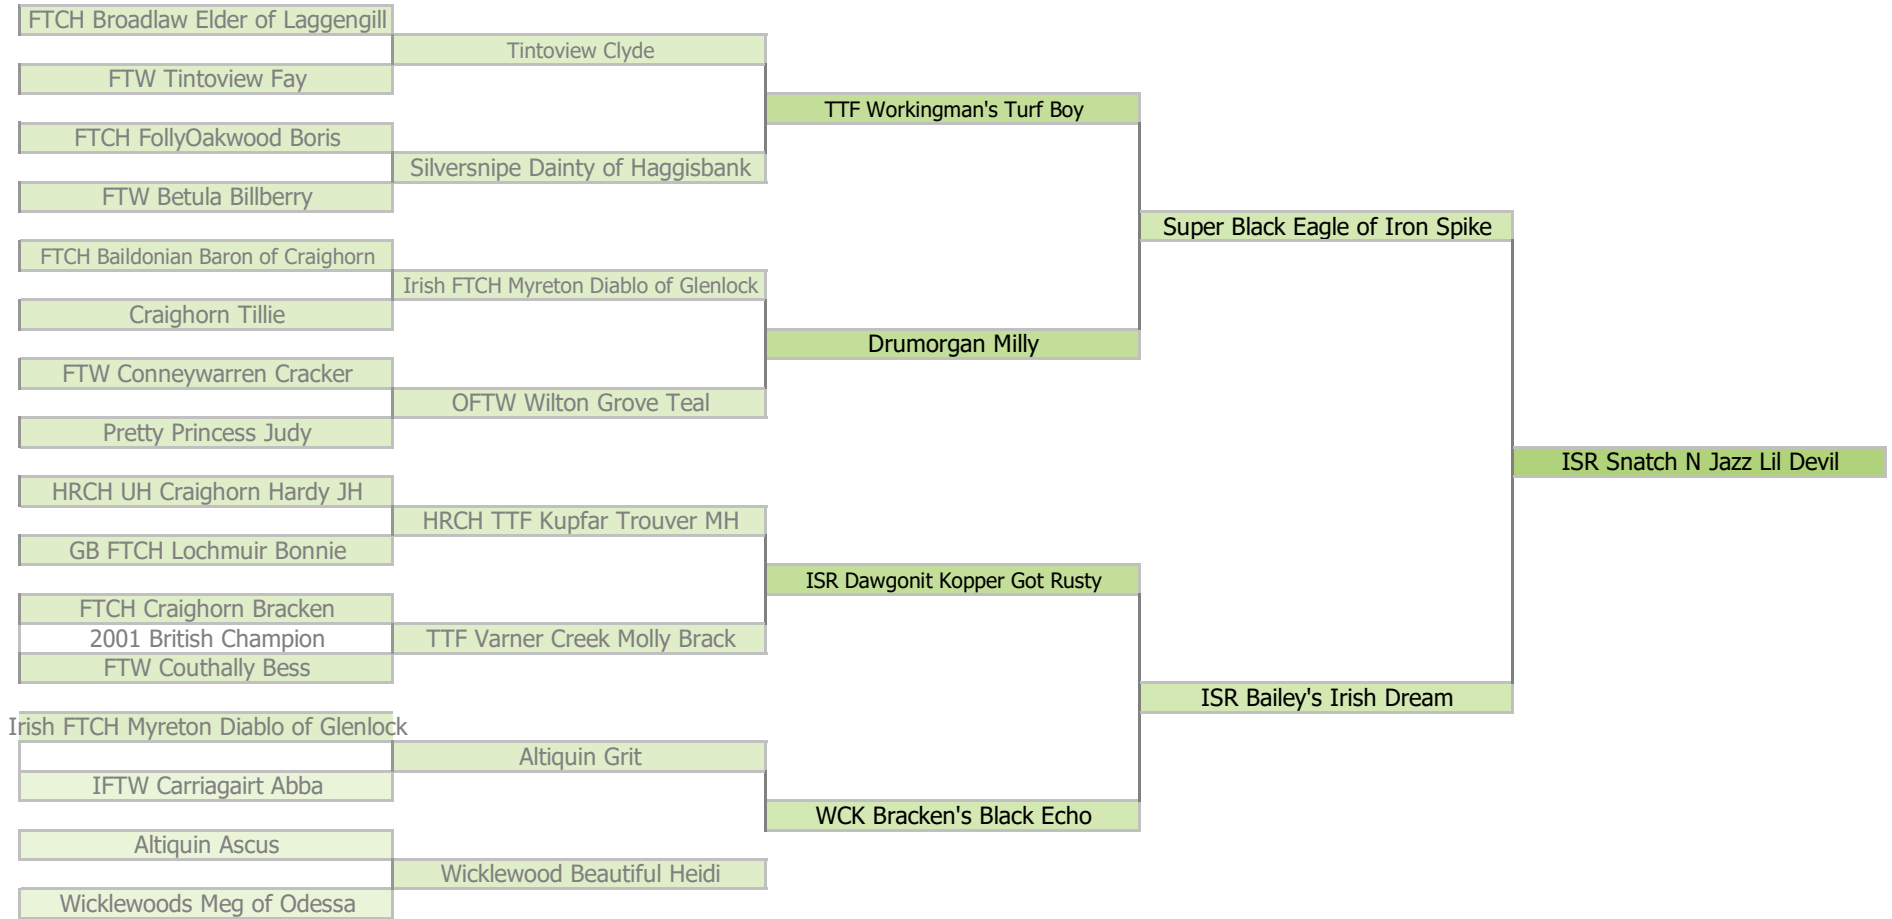 FTCH Broadlaw Elder of Laggengill
Tintoview Clyde
FTW Tintoview Fay
TTF Workingman's Turf Boy
FTCH FollyOakwood Boris
Silversnipe Dainty of Haggisbank
FTW Betula Billberry
Super Black Eagle of Iron Spike
FTCH Baildonian Baron of Craighorn
Irish FTCH Myreton Diablo of Glenlock
Craighorn Tillie
Drumorgan Milly
FTW Conneywarren Cracker
OFTW Wilton Grove Teal
Pretty Princess Judy
ISR Snatch N Jazz Lil Devil
HRCH UH Craighorn Hardy JH
HRCH TTF Kupfar Trouver MH
GB FTCH Lochmuir Bonnie
ISR Dawgonit Kopper Got Rusty
FTCH Craighorn Bracken
2001 British Champion
TTF Varner Creek Molly Brack
FTW Couthally Bess
ISR Bailey's Irish Dream
Irish FTCH Myreton Diablo of Glenlock
Altiquin Grit
IFTW Carriagairt Abba
WCK Bracken's Black Echo
Altiquin Ascus
Wicklewood Beautiful Heidi
Wicklewoods Meg of Odessa